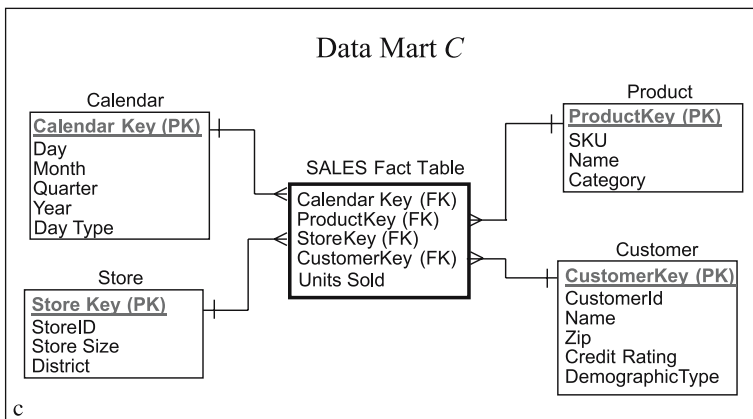 Data Mart C
Calendar
Calendar Key (PK)
Day
Month
Quarter
Year
Day Type
Store
Store Key (PK)
StoreID
Store Size
District
SALES Fact Table
Calendar Key (FK)
ProductKey (FK)
StoreKey (FK)
CustomerKey (FK)
Units Sold
Product
ProductKey (PK)
SKU
Name
Category
Customer
CustomerKey (PK)
CustomerId
Name
Zip
Credit Rating
DemographicType
c